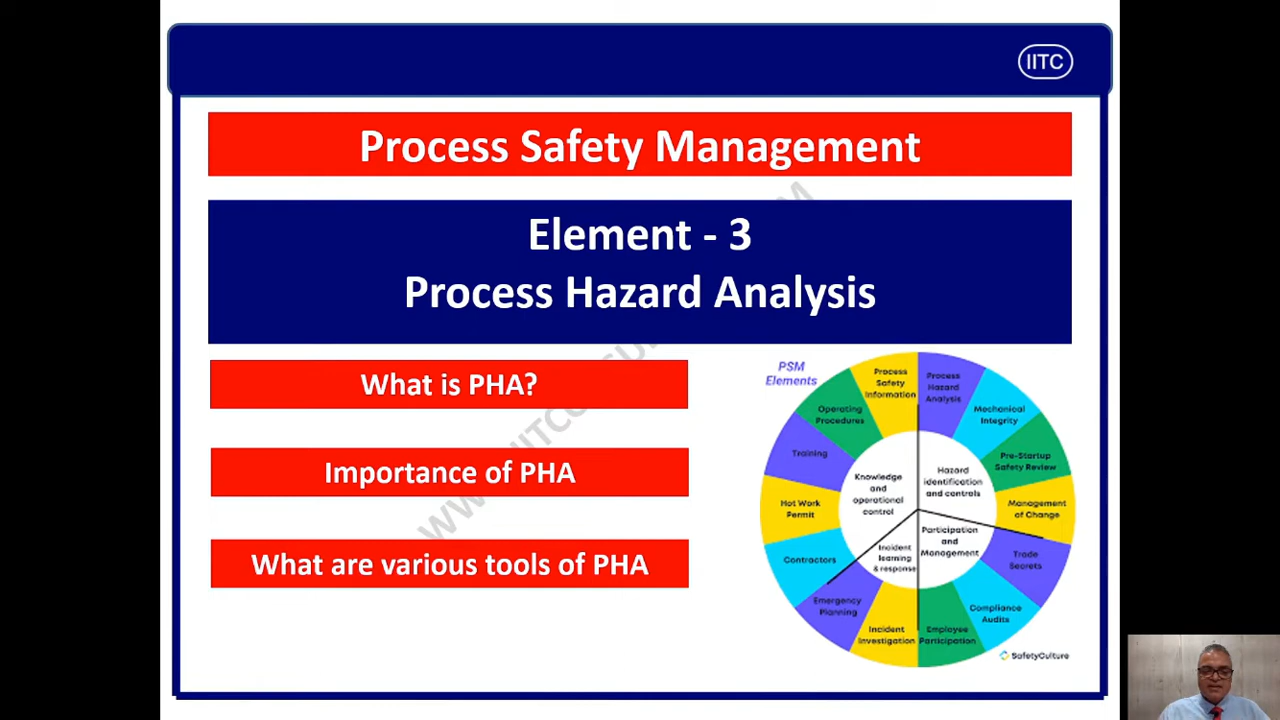 IITC
Process Safety Management
Element - 3
Process Hazard Analysis
What is PHA?
Importance of PHA
What are various tools of PHA
PSM
Elements
Process
Safety
Information
Process
Hazard
Analysis
Mechanical
Integrity
Pre-Startup
Safety Review
Management
of Change
Trade
Secrets
Compliance
Audits
Employee
Participation
Incident
Investigation
Emergency
Planning
Contractors
Hot Work
Permit
Training
Operating
Procedures
Knowledge
and
operational
control
Hazard
identification
and controls
Participation
and
Management
Incident
learning
& response
SafetyCulture